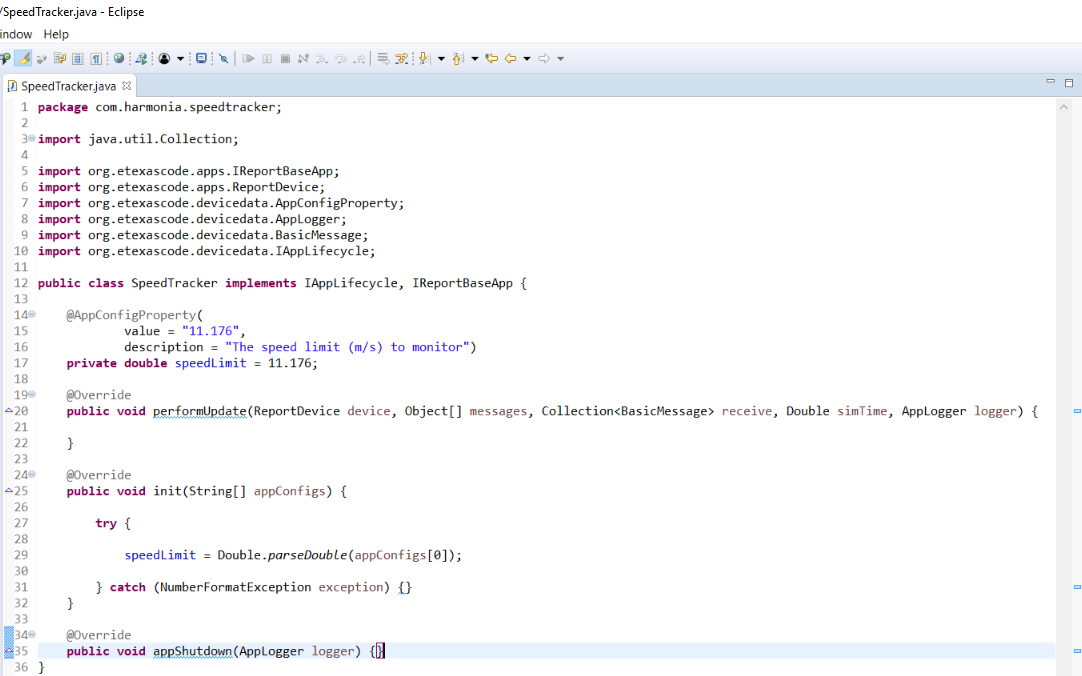 /SpeedTracker.java - Eclipse
indow Help
SpeedTracker.java
1 package com.harmonia.speedtracker;
2
3 import java.util.Collection;
4
5 import org.etexascode.apps.IReportBaseApp;
6 import org.etexascode.apps.ReportDevice;
7 import org.etexascode.devicedata.AppConfigProperty;
8 import org.etexascode.devicedata.AppLogger;
9 import org.etexascode.devicedata.BasicMessage;
10 import org.etexascode.devicedata.IAppLifecycle;
11
12 public class SpeedTracker implements IAppLifecycle, IReportBaseApp {
13
14 @AppConfigProperty(
15 value = "11.176",
16 description = "The speed limit (m/s) to monitor")
17 private double speedLimit = 11.176;
18
19 @Override
20 public void performUpdate(ReportDevice device, Object[] messages, Collection<BasicMessage> receive, Double simTime, AppLogger logger) {
21
22 }
23
24 @Override
25 public void init(String[] appConfigs) {
26
27 try {
28
29 speedLimit = Double.parseDouble(appConfigs[0]);
30
31 } catch (NumberFormatException exception) {}
32 }
33
34 @Override
35 public void appShutdown(AppLogger logger) {}
36 }